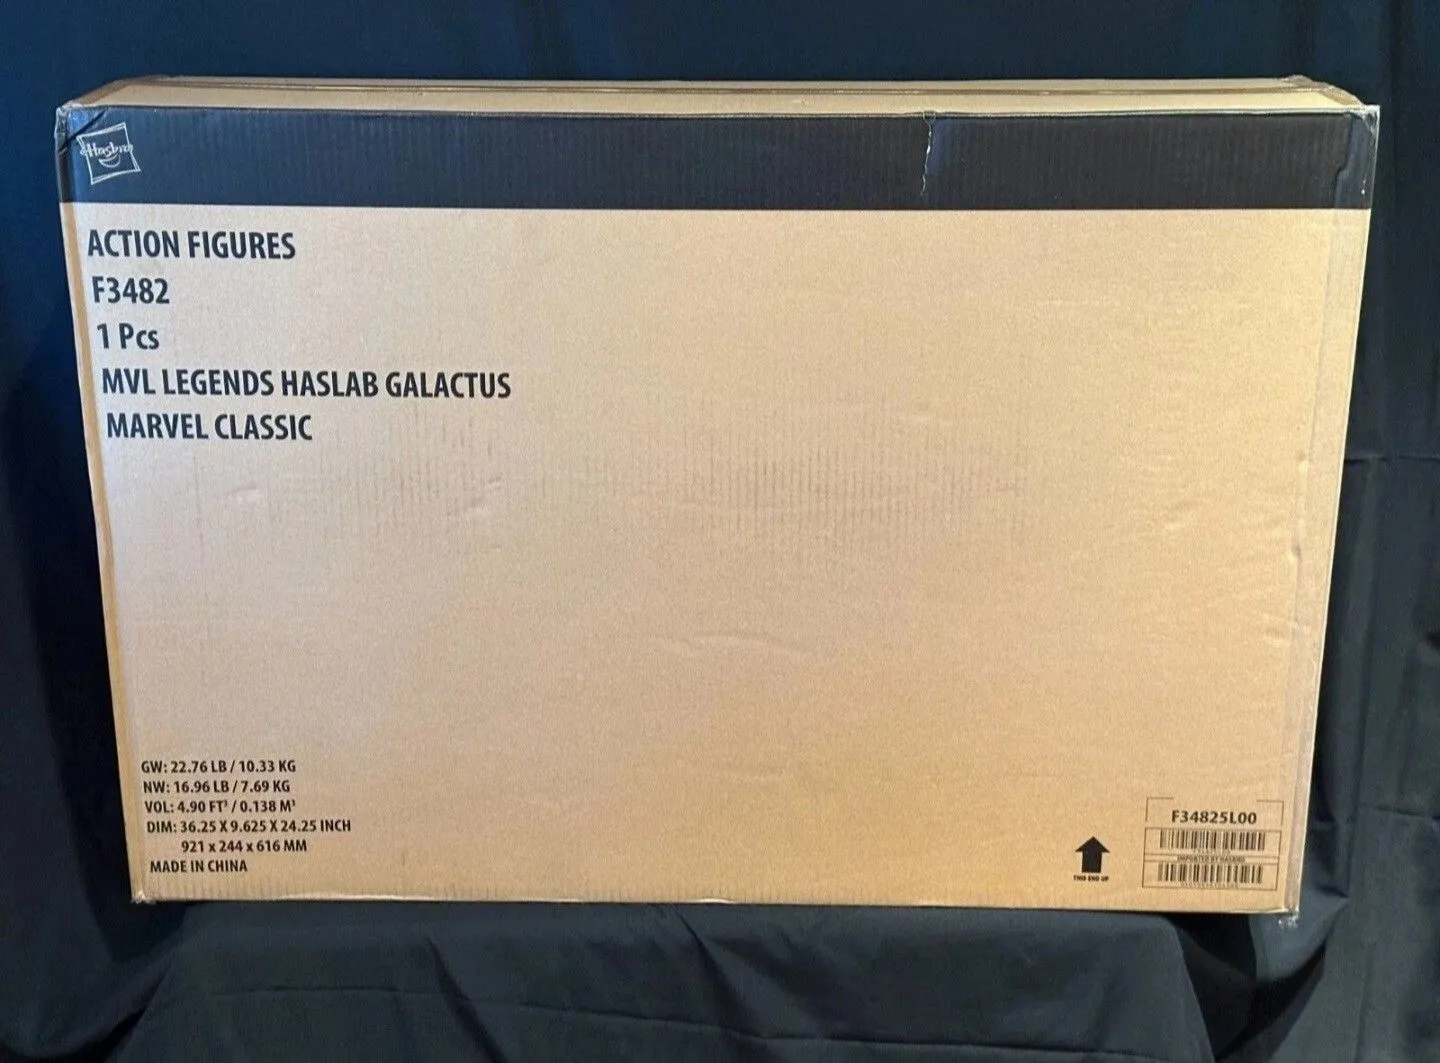 Hasbro
ACTION FIGURES
F3482
1 Pcs
MVL LEGENDS HASLAB GALACTUS
MARVEL CLASSIC
GW: 22.76 LB / 10.33 KG
NW: 16.96 LB / 7.69 KG
VOL: 4.90 FT³ / 0.138 M³
DIM: 36.25 X 9.625 X 24.25 INCH
921 x 244 x 616 MM
MADE IN CHINA
THIS END UP
F34825L00
IMPORTED BY HASBRO